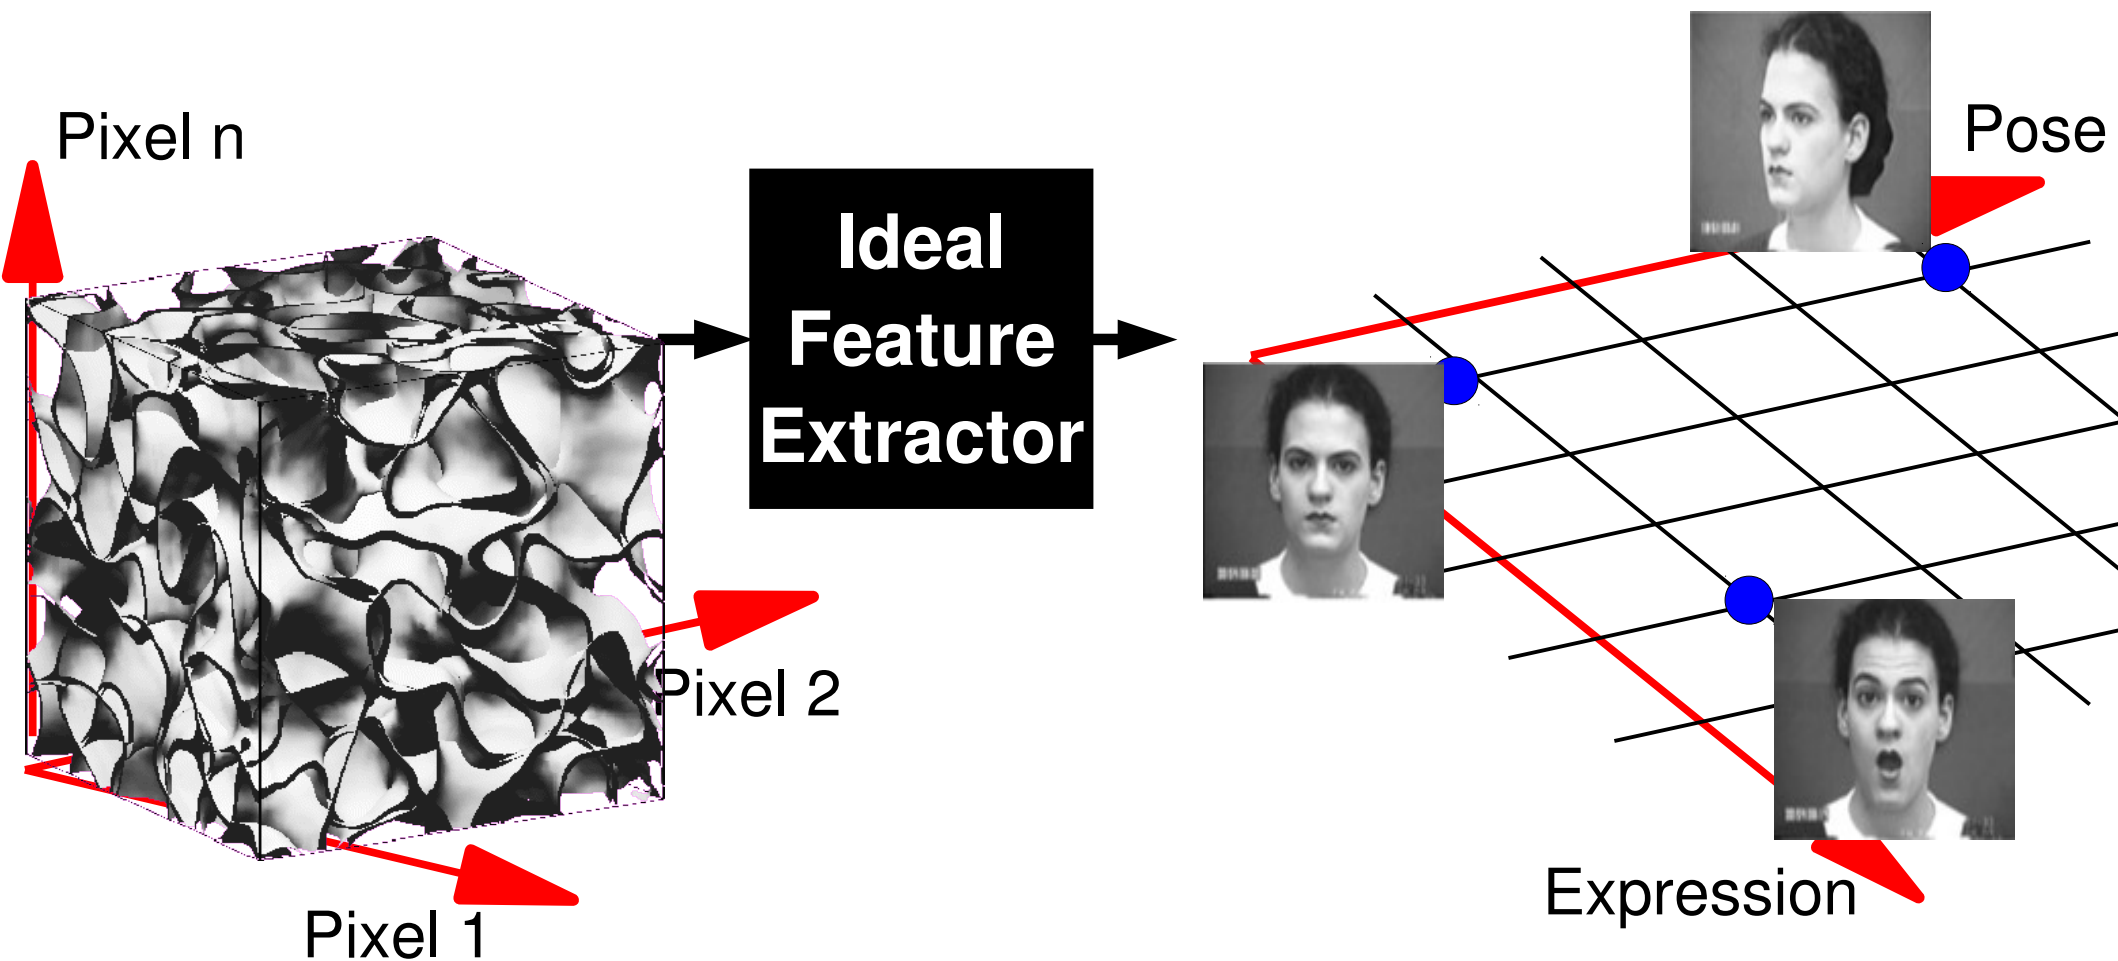 Pixel n
Ideal
Feature
Extractor
Pixel 2
Pixel 1
Pose
Expression